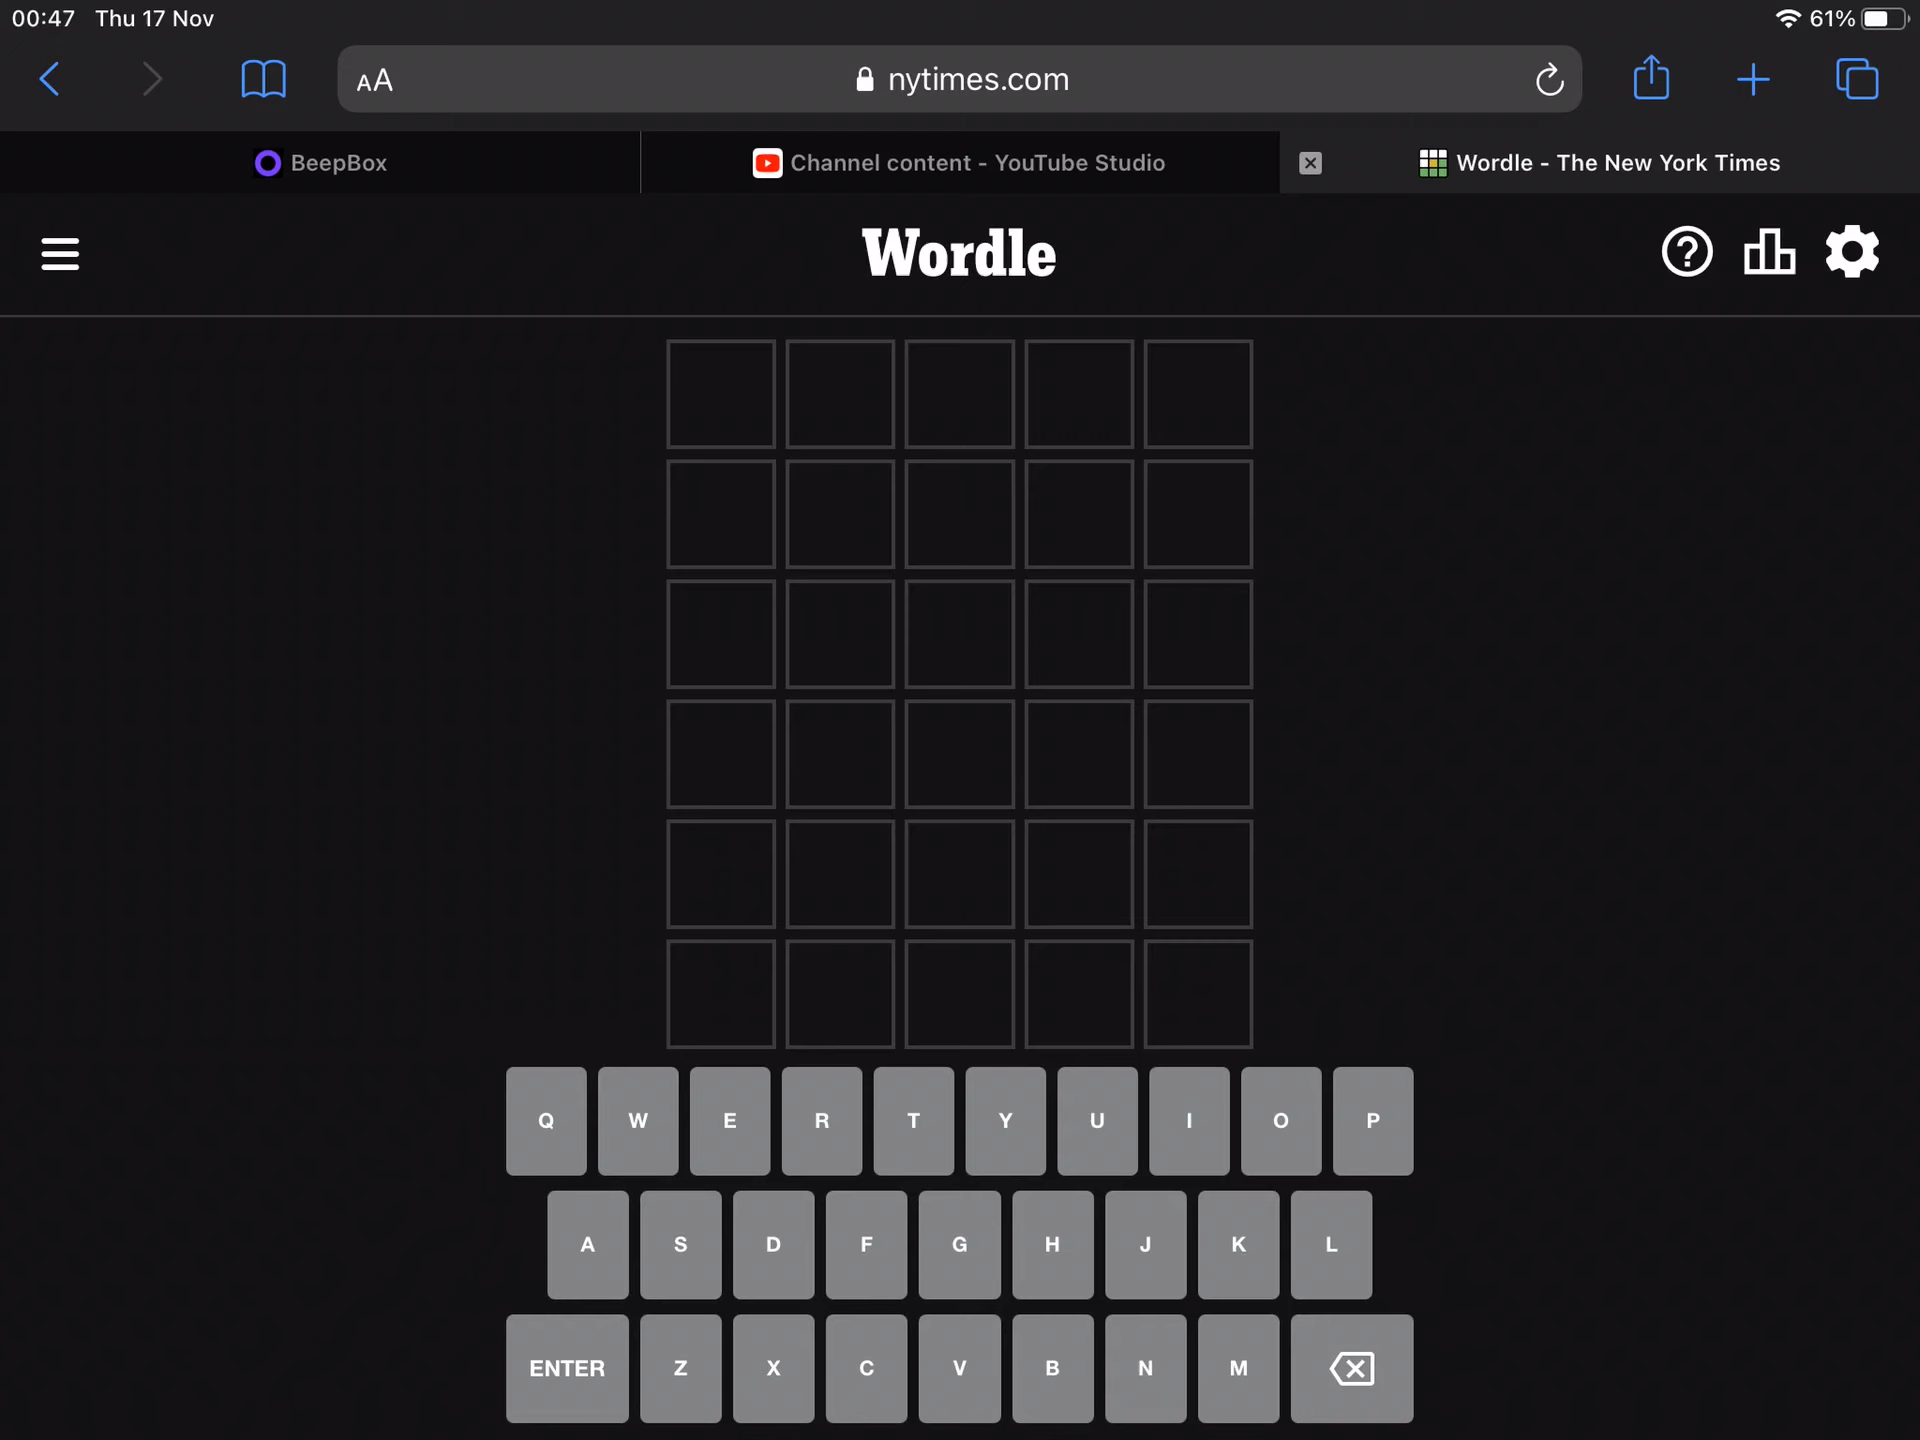 00:47 Thu 17 Nov 61%
AA nytimes.com
BeepBox Channel content - YouTube Studio Wordle - The New York Times
Wordle
Q W E R T Y U I O P
A S D F G H J K L
ENTER Z X C V B N M